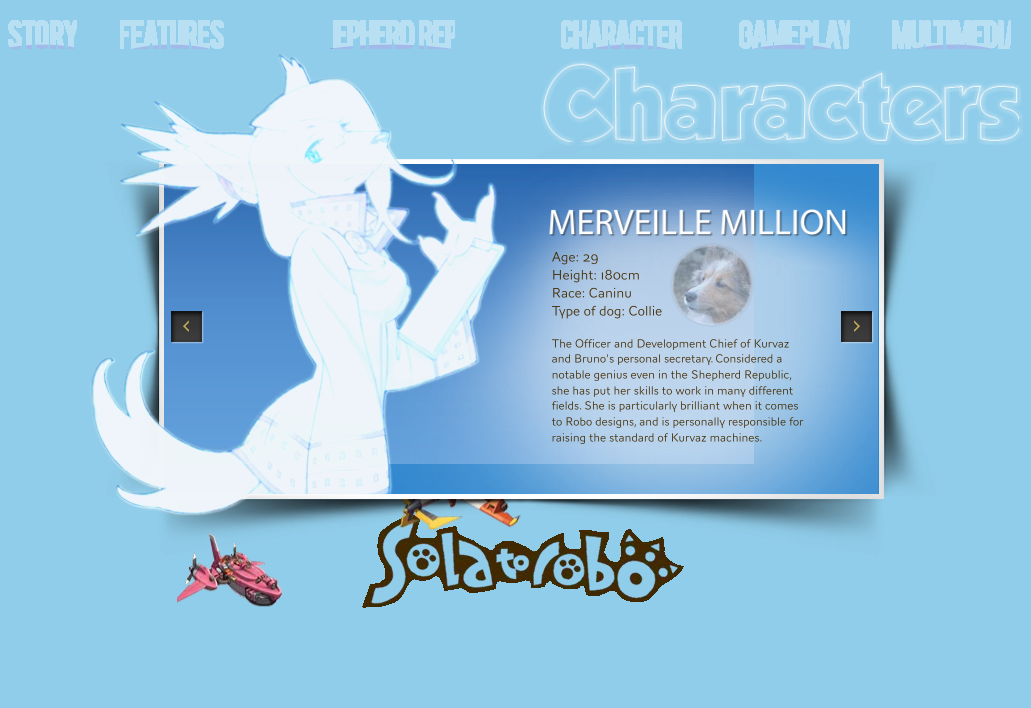 STORY FEATURES EPHERD REP CHARACTER GAMEPLAY MULTIMEDIA
Characters
MERVEILLE MILLION
Age: 29
Height: 180cm
Race: Caninu
Type of dog: Collie
The Officer and Development Chief of Kurvaz
and Bruno's personal secretary. Considered a
notable genius even in the Shepherd Republic,
she has put her skills to work in many different
fields. She is particularly brilliant when it comes
to Robo designs, and is personally responsible for
raising the standard of Kurvaz machines.
Solatorobo